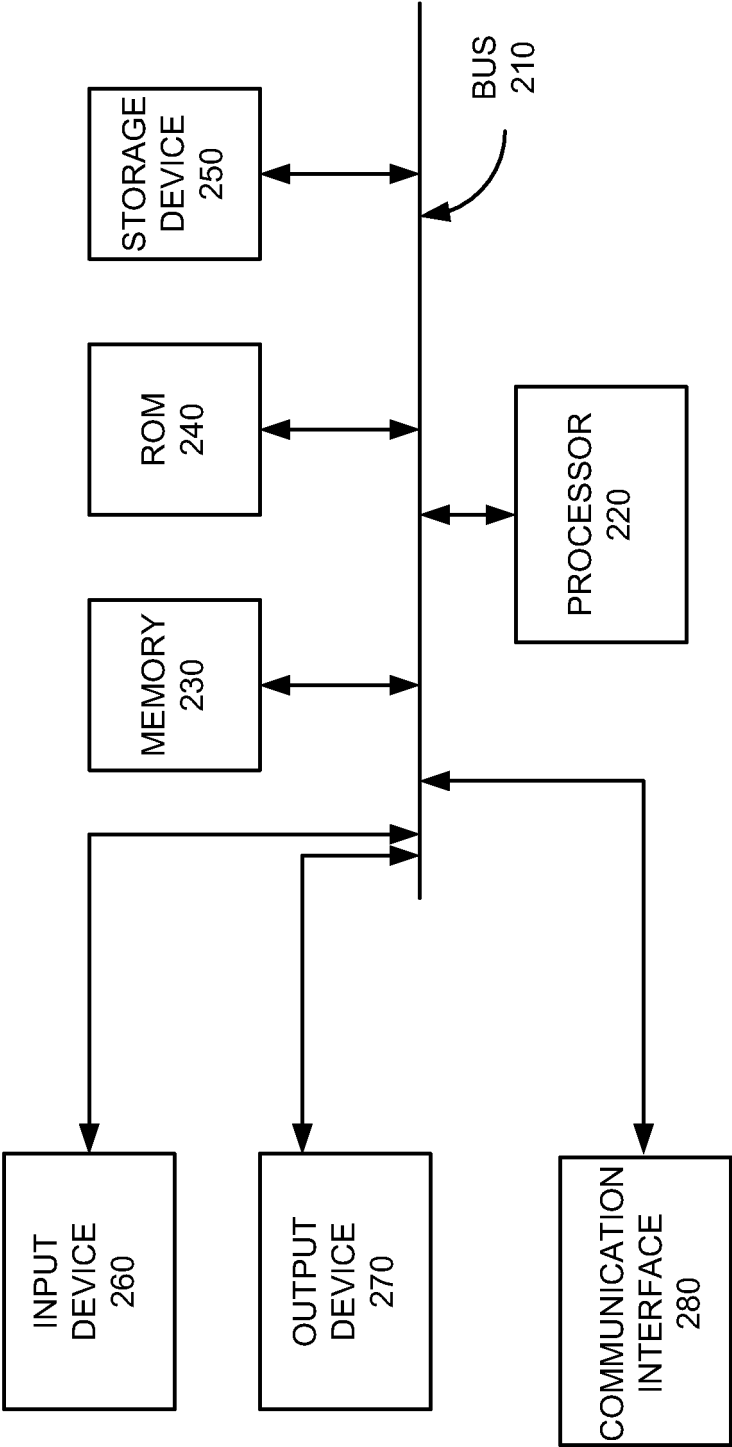 INPUT
DEVICE
260
OUTPUT
DEVICE
270
COMMUNICATION
INTERFACE
280
MEMORY
230
ROM
240
STORAGE
DEVICE
250
PROCESSOR
220
BUS
210